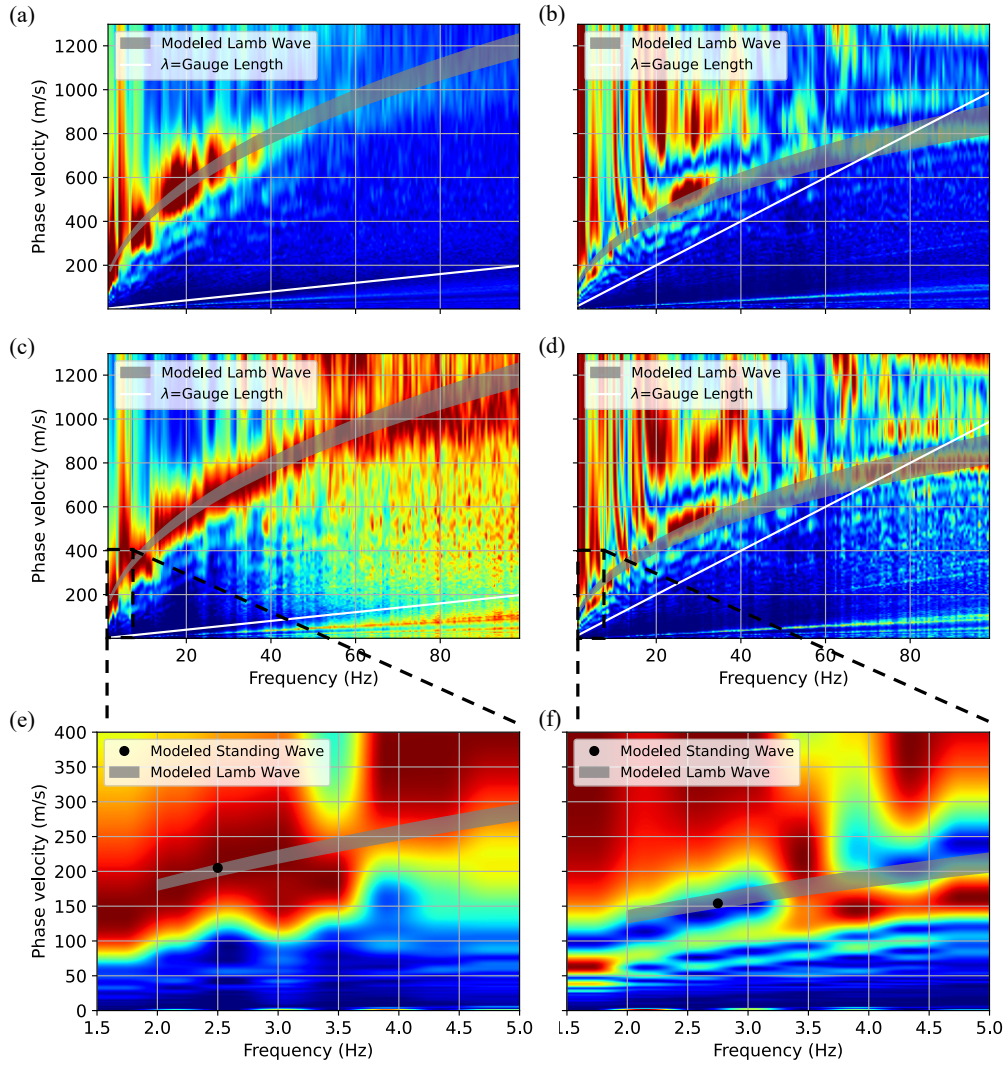 (a)
(b)
Modeled Lamb Wave
λ=Gauge Length
Modeled Lamb Wave
λ=Gauge Length
Phase velocity (m/s)
1200
1000
800
600
400
200
(c)
(d)
Modeled Lamb Wave
λ=Gauge Length
Modeled Lamb Wave
λ=Gauge Length
Phase velocity (m/s)
1200
1000
800
600
400
200
20 40 60 80
20 40 60 80
Frequency (Hz)
Frequency (Hz)
(e)
(f)
Modeled Standing Wave
Modeled Lamb Wave
Modeled Standing Wave
Modeled Lamb Wave
Phase velocity (m/s)
400
350
300
250
200
150
100
50
0
1.5 2.0 2.5 3.0 3.5 4.0 4.5 5.0
.5 2.0 2.5 3.0 3.5 4.0 4.5 5.0
Frequency (Hz)
Frequency (Hz)